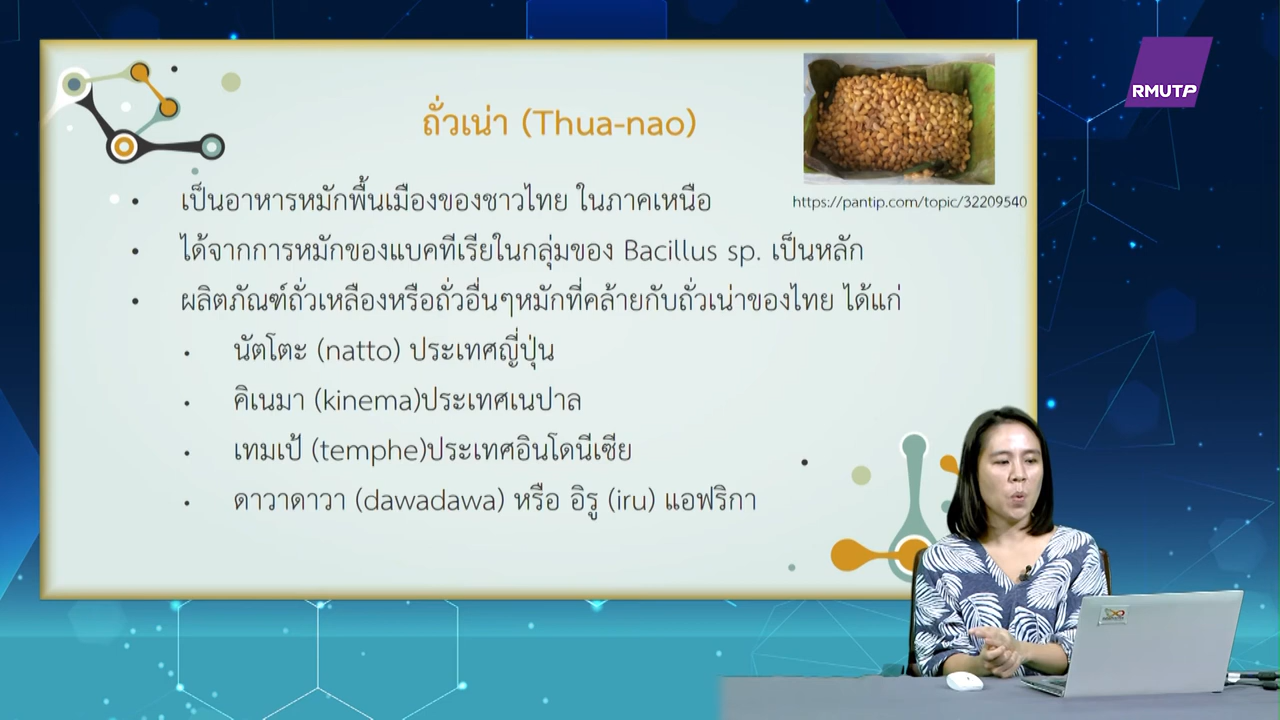 RMUTP
ถั่วเน่า (Thua-nao)
https://pantip.com/topic/32209540
• เป็นอาหารหมักพื้นเมืองของชาวไทย ในภาคเหนือ
• ได้จากการหมักของแบคทีเรียในกลุ่มของ Bacillus sp. เป็นหลัก
• ผลิตภัณฑ์ถั่วเหลืองหรือถั่วอื่นๆหมักที่คล้ายกับถั่วเน่าของไทย ได้แก่
• นัตโตะ (natto) ประเทศญี่ปุ่น
• คิเนมา (kinema)ประเทศเนปาล
• เทมเป้ (temphe)ประเทศอินโดนีเซีย
• ดาวาดาวา (dawadawa) หรือ อิรู (iru) แอฟริกา